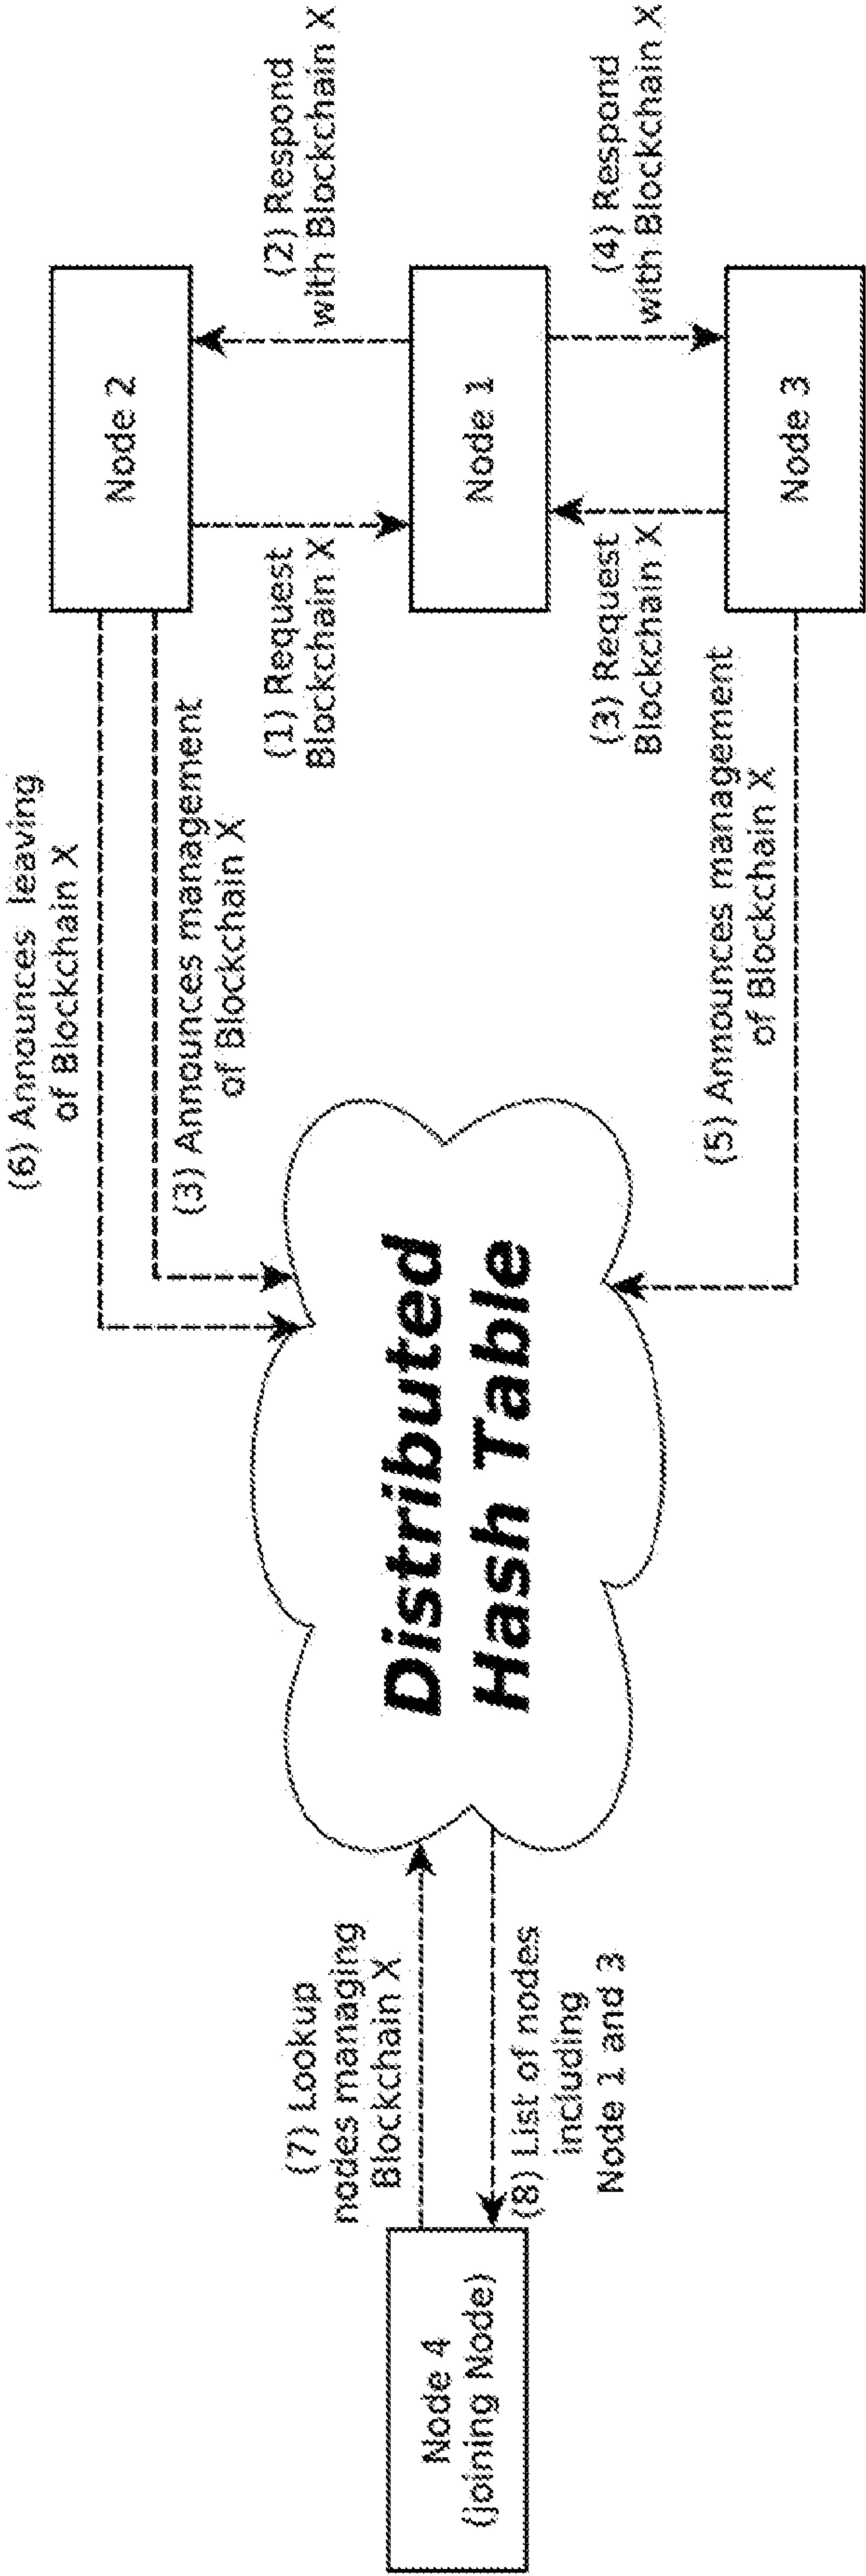 (6) Announces leaving
of Blockchain X
(3) Announces management
of Blockchain X
Node 2
(1) Request
Blockchain X
(2) Respond
with Blockchain X
(7) Lookup
nodes managing
Blockchain X
Node 4
(joining Node)
Distributed
Hash Table
Node 1
(8) List of nodes
including
Node 1 and 3
(3) Request
Blockchain X
(4) Respond
with Blockchain X
(5) Announces management
of Blockchain X
Node 3